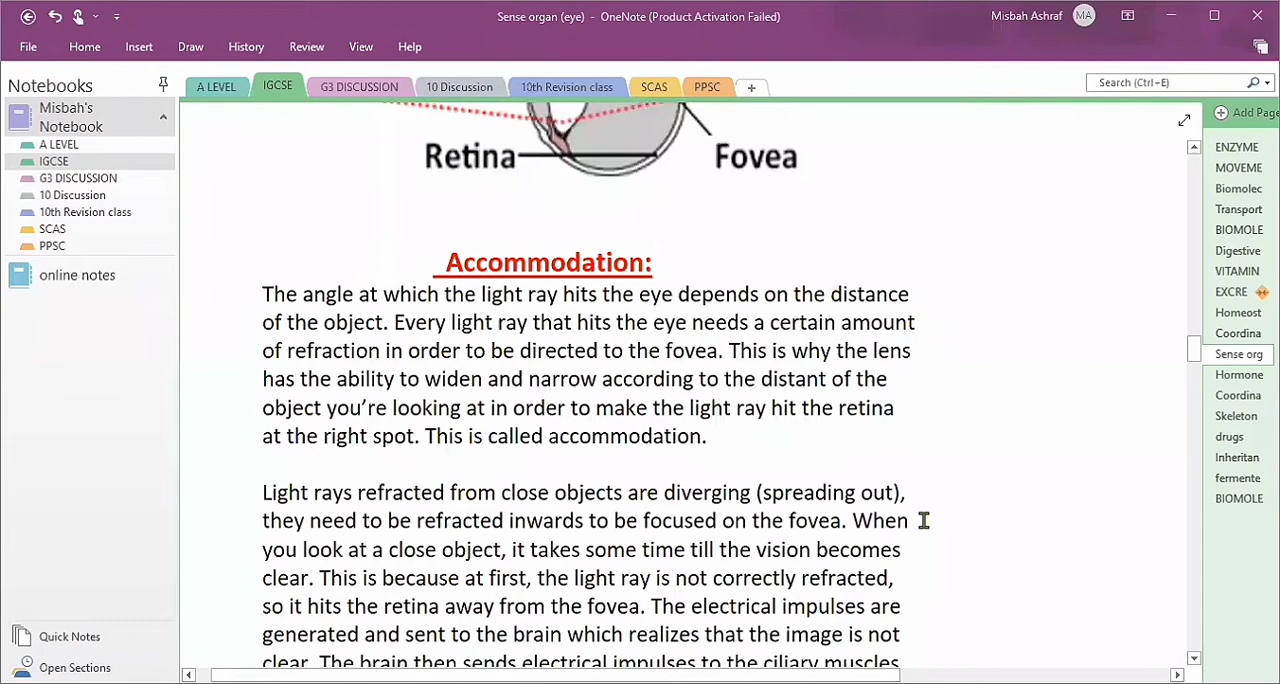 Sense organ (eye) - OneNote (Product Activation Failed)
Misbah Ashraf
MA
File
Home
Insert
Draw
History
Review
View
Help
Notebooks
A LEVEL
IGCSE
G3 DISCUSSION
10 Discussion
10th Revision class
SCAS
PPSC
+
Search (Ctrl+E)
Misbah's
Notebook
A LEVEL
IGCSE
G3 DISCUSSION
10 Discussion
10th Revision class
SCAS
PPSC
online notes
Quick Notes
Open Sections
Retina
Fovea
Accommodation:
The angle at which the light ray hits the eye depends on the distance
of the object. Every light ray that hits the eye needs a certain amount
of refraction in order to be directed to the fovea. This is why the lens
has the ability to widen and narrow according to the distant of the
object you’re looking at in order to make the light ray hit the retina
at the right spot. This is called accommodation.
Light rays refracted from close objects are diverging (spreading out),
they need to be refracted inwards to be focused on the fovea. When
you look at a close object, it takes some time till the vision becomes
clear. This is because at first, the light ray is not correctly refracted,
so it hits the retina away from the fovea. The electrical impulses are
generated and sent to the brain which realizes that the image is not
clear. The brain then sends electrical impulses to the ciliary muscles
Add Page
ENZYME
MOVEME
Biomolec
Transport
BIOMOLE
Digestive
VITAMIN
EXCRE
Homeost
Coordina
Sense org
Hormone
Coordina
Skeleton
drugs
Inheritan
fermente
BIOMOLE